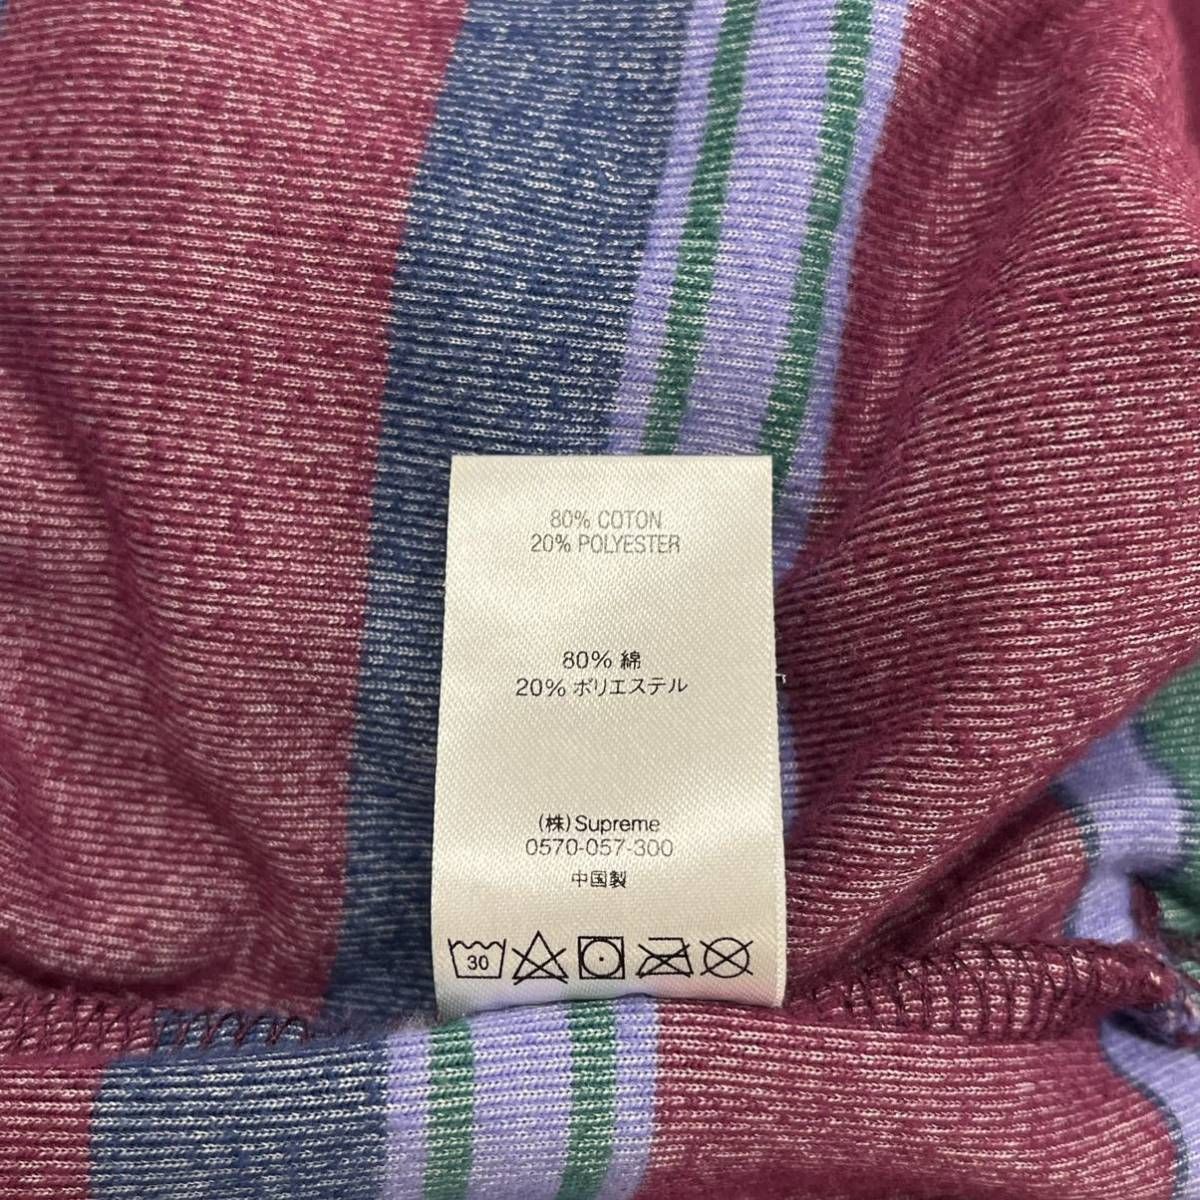 80% COTON
20% POLYESTER
80% 綿
20% ポリエステル
(株)Supreme
0570-057-300
中国製
30